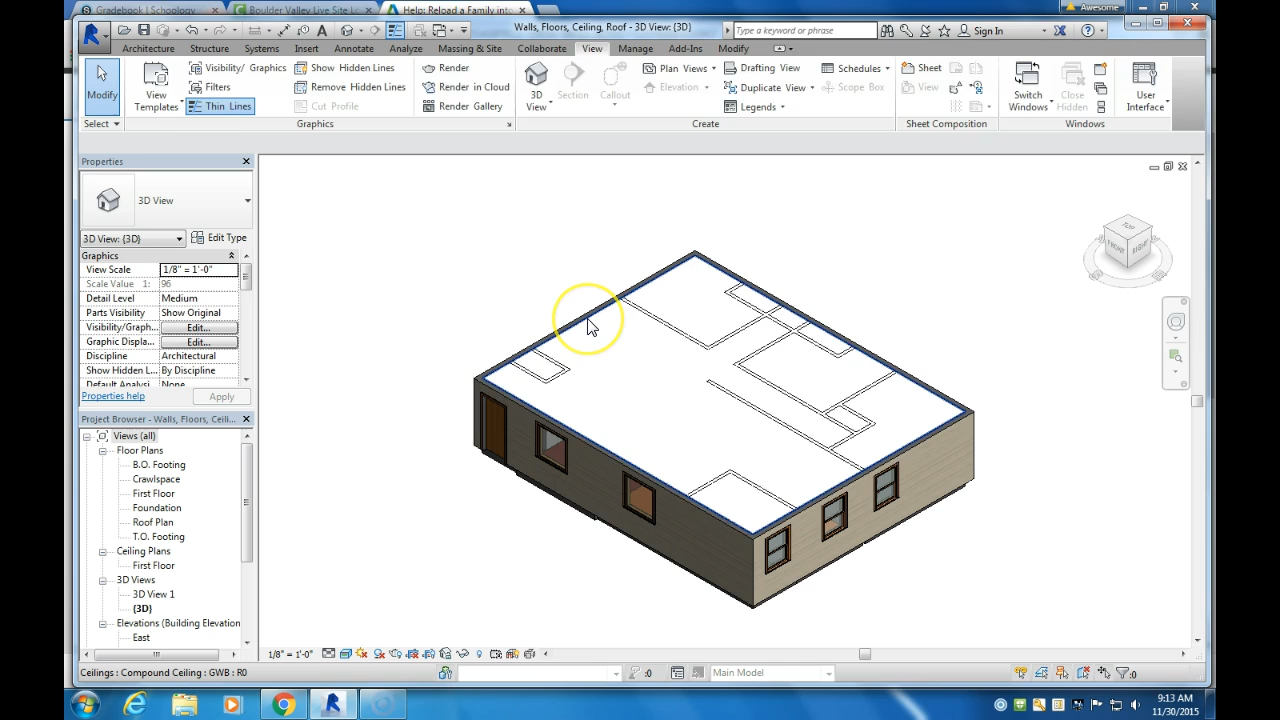 Gradebook | Schoology
Boulder Valley Live Site Lo
Help: Reload a Family into
Awesome
Walls, Floors, Ceiling, Roof - 3D View: {3D}
Type a keyword or phrase
Sign In
Architecture Structure Systems Insert Annotate Analyze Massing & Site Collaborate View Manage Add-Ins Modify
Modify
View Templates
Visibility/ Graphics
Filters
Thin Lines
Show Hidden Lines
Remove Hidden Lines
Cut Profile
Render
Render in Cloud
Render Gallery
3D View
Section
Callout
Plan Views
Elevation
Drafting View
Duplicate View
Legends
Schedules
Scope Box
Sheet
View
Switch Windows
Close Hidden
User Interface
Select
Graphics
Create
Sheet Composition
Windows
Properties
3D View
3D View: {3D}
Edit Type
Graphics
View Scale 1/8" = 1'-0"
Scale Value 1: 96
Detail Level Medium
Parts Visibility Show Original
Visibility/Graph... Edit...
Graphic Displa... Edit...
Discipline Architectural
Show Hidden L... By Discipline
Default Analysi... None
Properties help
Apply
Project Browser - Walls, Floors, Ceili...
Views (all)
Floor Plans
B.O. Footing
Crawlspace
First Floor
Foundation
Roof Plan
T.O. Footing
Ceiling Plans
First Floor
3D Views
3D View 1
{3D}
Elevations (Building Elevation
East
TOP
FRONT
RIGHT
1/8" = 1'-0"
Ceilings : Compound Ceiling : GWB : R0
:0
Main Model
:0
9:13 AM
11/30/2015